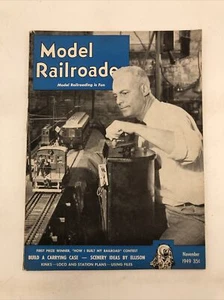 Model
Railroader
Model Railroading is Fun
FIRST PRIZE WINNER, "HOW I BUILT MY RAILROAD" CONTEST
BUILD A CARRYING CASE — SCENERY IDEAS BY ELLISON
KINKS - LOCO AND STATION PLANS - USING FILES
November
1949 35¢